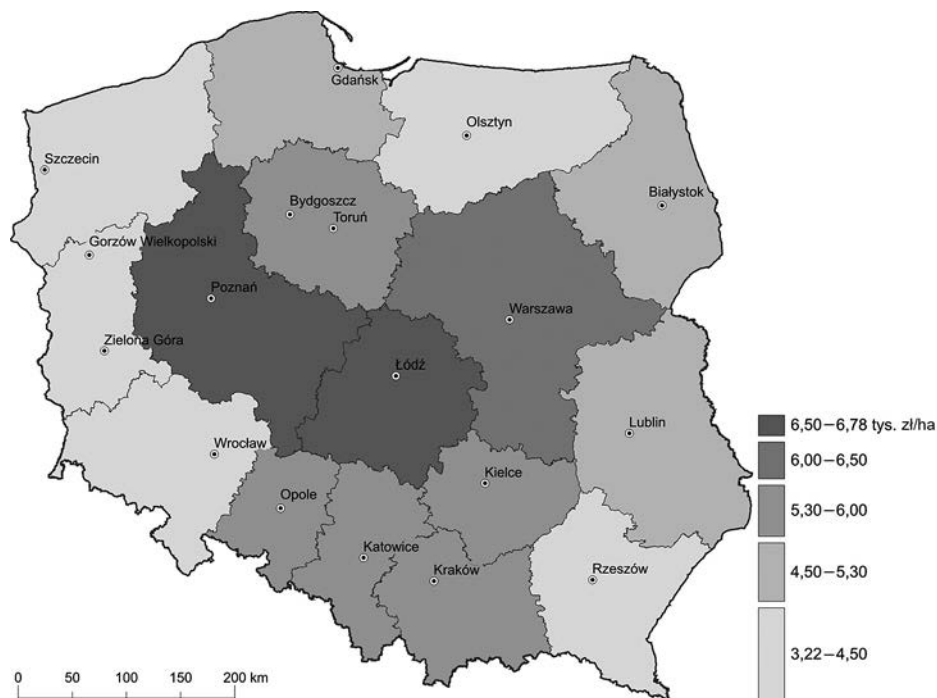 Gdańsk
Olsztyn
Szczecin
Białystok
Bydgoszcz
Toruń
Gorzów Wielkopolski
Poznań
Warszawa
Zielona Góra
Łódź
Lublin
Wrocław
Kielce
Opole
Katowice
Kraków
Rzeszów
6,50–6,78 tys. zł/ha
6,00–6,50
5,30–6,00
4,50–5,30
3,22–4,50
0 50 100 150 200 km